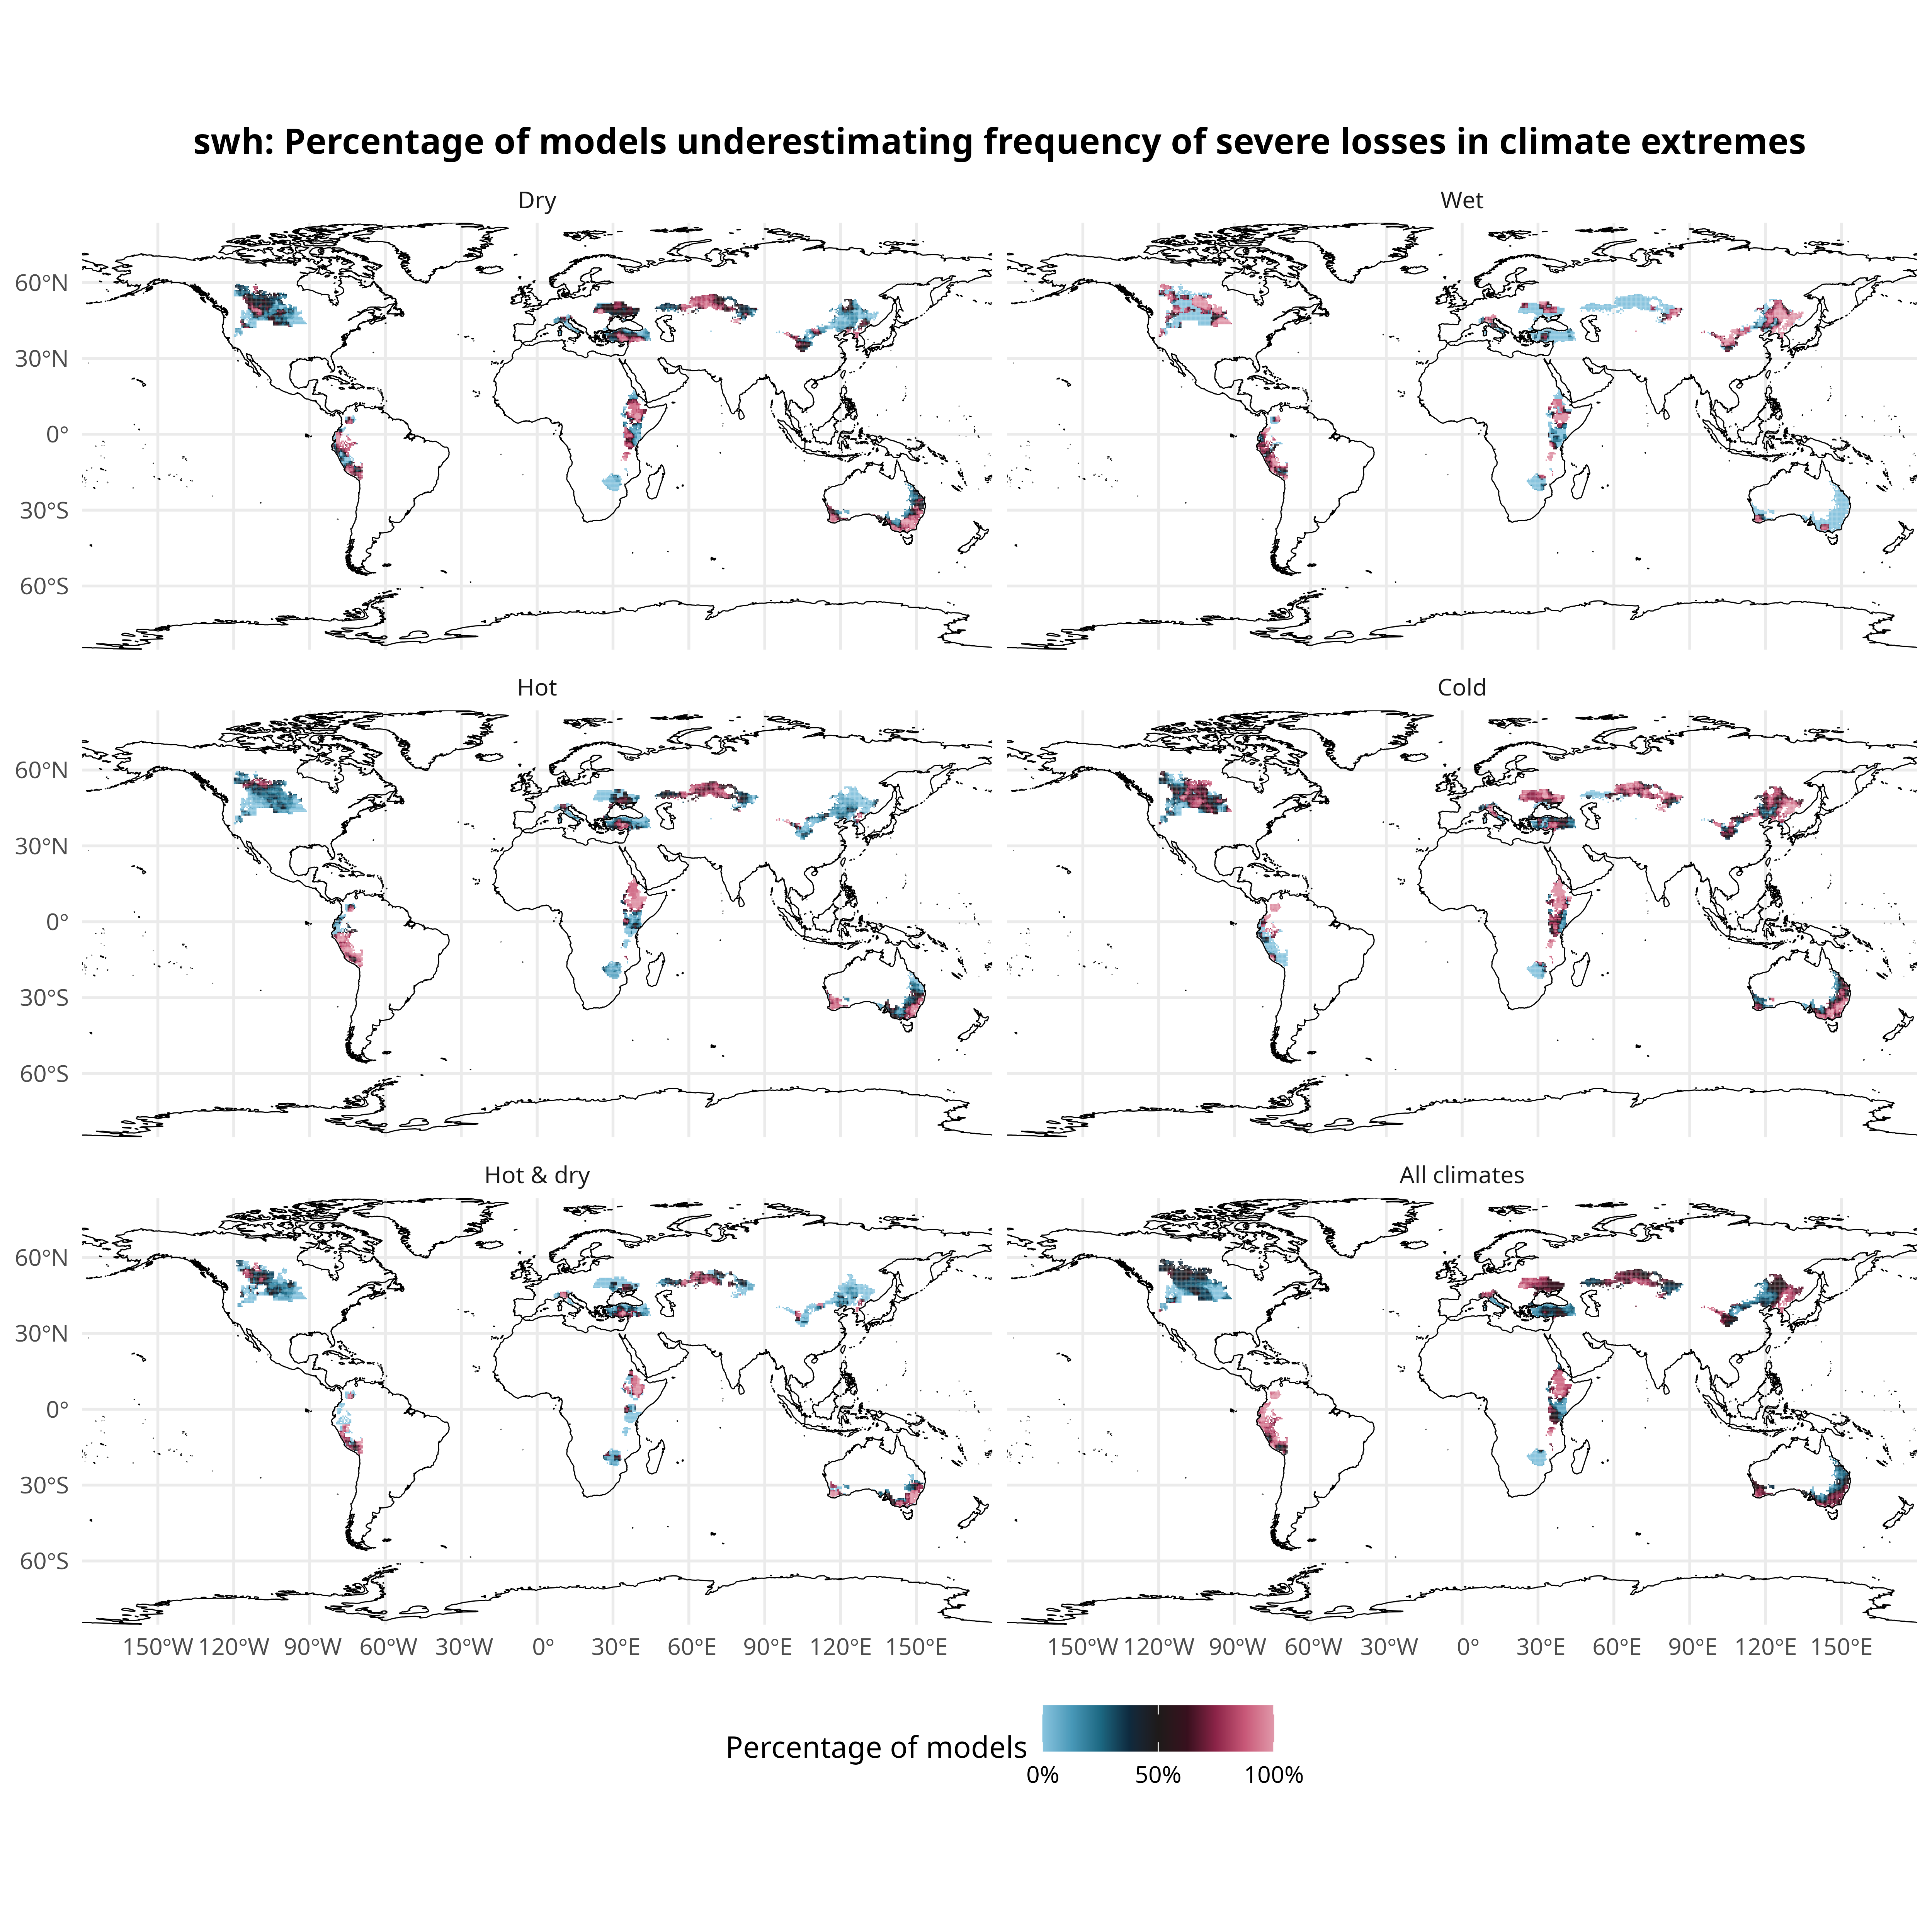 swh: Percentage of models underestimating frequency of severe losses in climate extremes
Dry
Wet
60°N
30°N
0°
30°S
60°S
Hot
Cold
60°N
30°N
0°
30°S
60°S
Hot & dry
All climates
60°N
30°N
0°
30°S
60°S
150°W 120°W 90°W 60°W 30°W 0° 30°E 60°E 90°E 120°E 150°E
150°W 120°W 90°W 60°W 30°W 0° 30°E 60°E 90°E 120°E 150°E
Percentage of models
0% 50% 100%